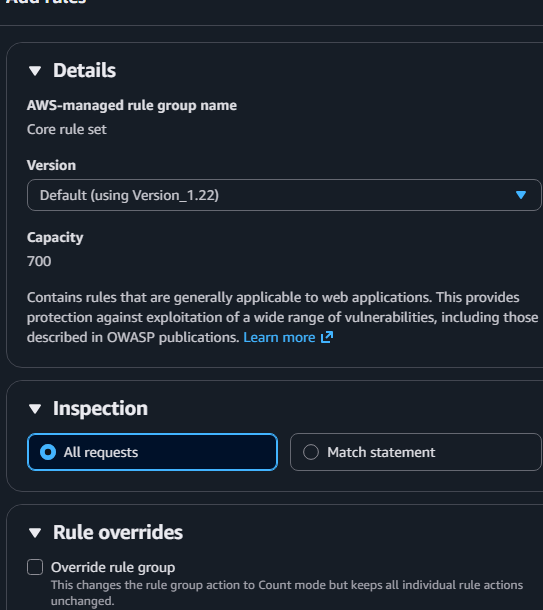 Add rules
Details
AWS-managed rule group name
Core rule set
Version
Default (using Version_1.22)
Capacity
700
Contains rules that are generally applicable to web applications. This provides
protection against exploitation of a wide range of vulnerabilities, including those
described in OWASP publications. Learn more
Inspection
All requests
Match statement
Rule overrides
Override rule group
This changes the rule group action to Count mode but keeps all individual rule actions
unchanged.